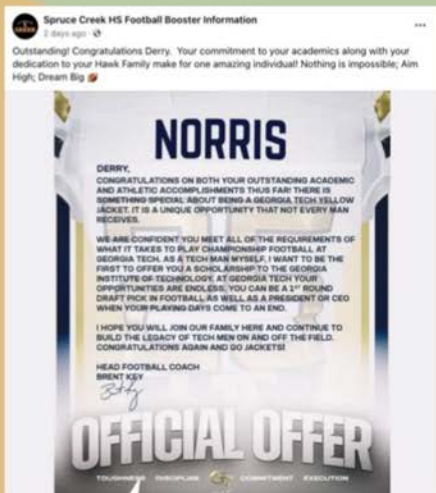 Spruce Creek HS Football Booster Information
2 days ago
Outstanding! Congratulations Derry. Your commitment to your academics along with your
dedication to your Hawk Family make for one amazing individual! Nothing is impossible; Aim
High; Dream Big
NORRIS
DERRY,
CONGRATULATIONS ON BOTH YOUR OUTSTANDING ACADEMIC
AND ATHLETIC ACCOMPLISHMENTS THUS FAR! THERE IS
SOMETHING SPECIAL ABOUT BEING A GEORGIA TECH YELLOW
JACKET. IT IS A UNIQUE OPPORTUNITY THAT NOT EVERY MAN
RECEIVES.
WE ARE CONFIDENT YOU MEET ALL OF THE REQUIREMENTS OF
WHAT IT TAKES TO PLAY CHAMPIONSHIP FOOTBALL AT
GEORGIA TECH. AS A TECH MAN MYSELF, I WANT TO BE THE
FIRST TO OFFER YOU A SCHOLARSHIP TO THE GEORGIA
INSTITUTE OF TECHNOLOGY. AT GEORGIA TECH YOUR
OPPORTUNITIES ARE ENDLESS. YOU CAN BE A 1ST ROUND
DRAFT PICK IN FOOTBALL AS WELL AS A PRESIDENT OR CEO
WHEN YOUR PLAYING DAYS COME TO AN END.
I HOPE YOU WILL JOIN OUR FAMILY HERE AND CONTINUE TO
BUILD THE LEGACY OF TECH MEN ON AND OFF THE FIELD.
CONGRATULATIONS AGAIN AND GO JACKETS!
HEAD FOOTBALL COACH
BRENT KEY
OFFICIAL OFFER
TOUGHNESS DISCIPLINE GT COMMITMENT EXECUTION